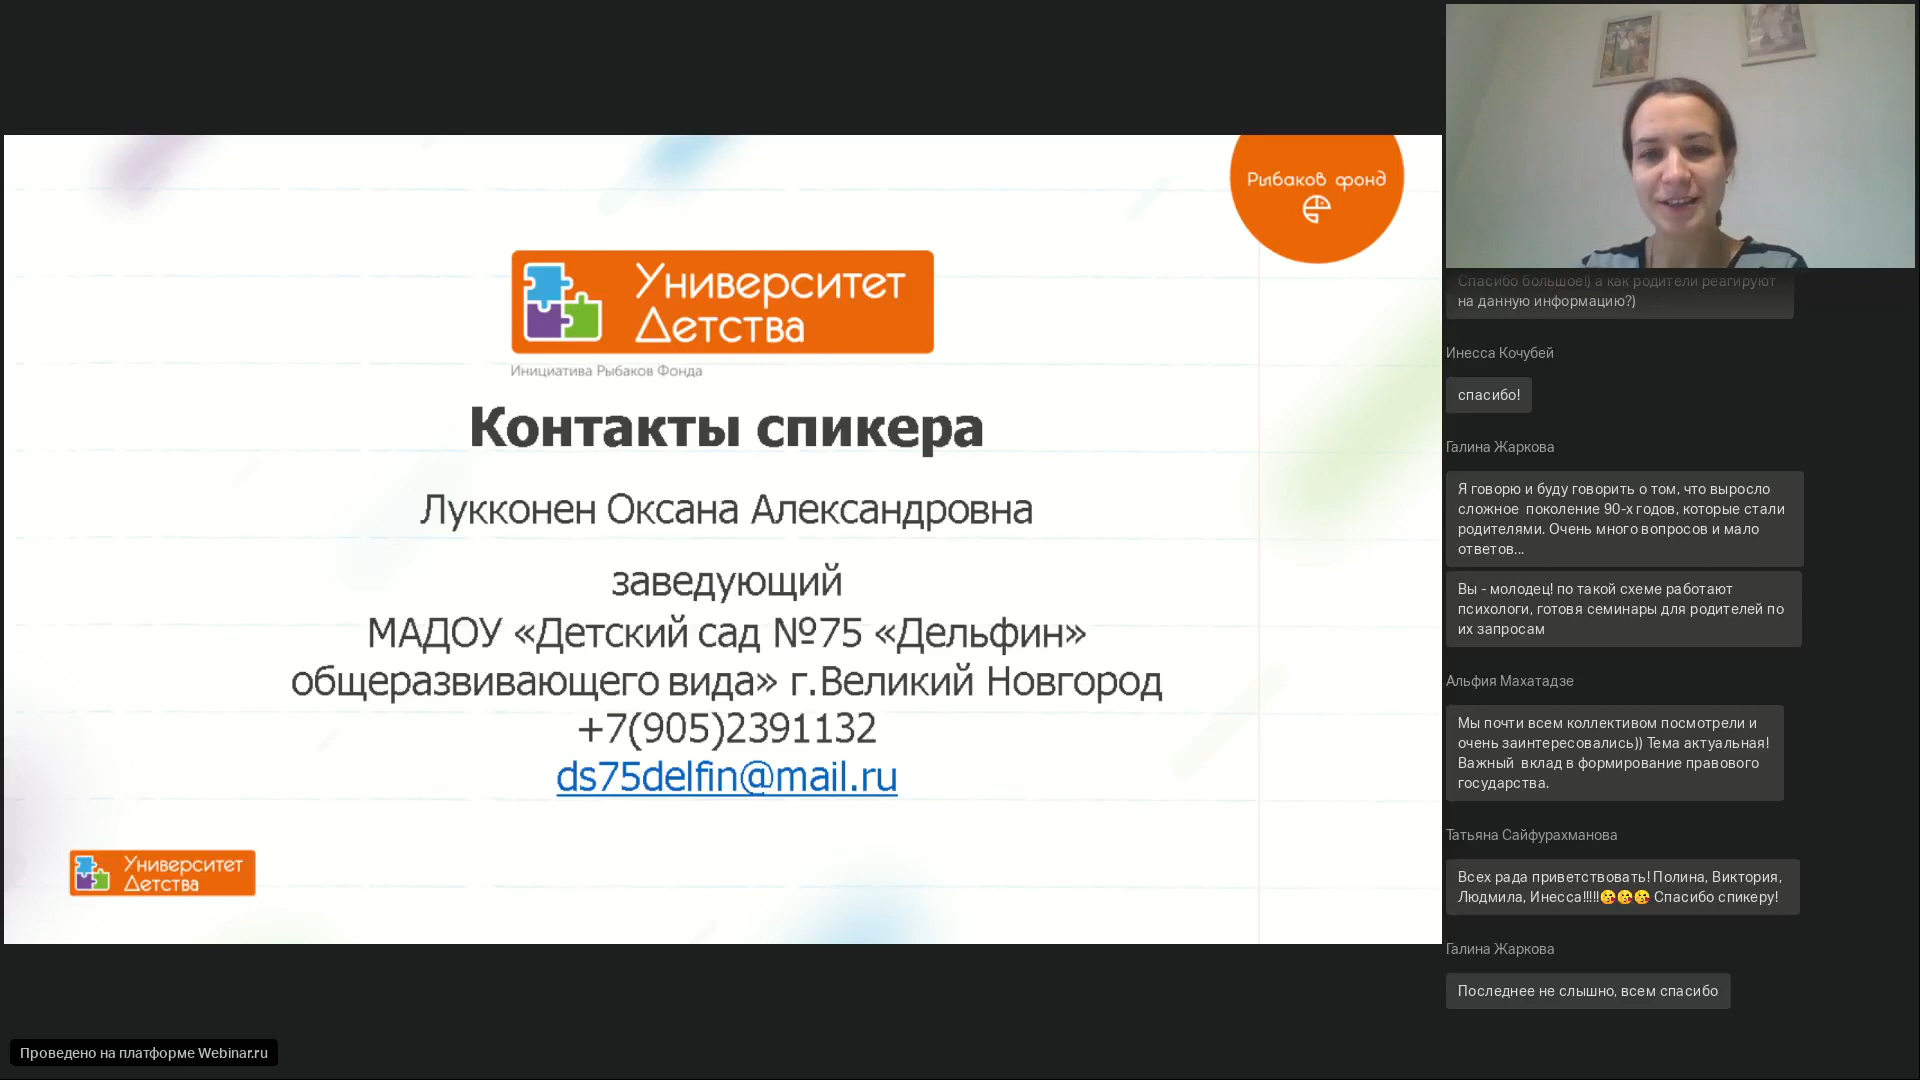 Рыбаков фонд
Университет
Детства
Инициатива Рыбаков Фонда
Контакты спикера
Лукконен Оксана Александровна
заведующий
МАДОУ «Детский сад №75 «Дельфин»
общеразвивающего вида» г.Великий Новгород
+7(905)2391132
ds75delfin@mail.ru
Университет
Детства
Проведено на платформе Webinar.ru
Спасибо большое!) а как родители реагируют
на данную информацию?)
Инесса Кочубей
спасибо!
Галина Жаркова
Я говорю и буду говорить о том, что выросло
сложное  поколение 90-х годов, которые стали
родителями. Очень много вопросов и мало
ответов...
Вы - молодец! по такой схеме работают
психологи, готовя семинары для родителей по
их запросам
Альфия Махатадзе
Мы почти всем коллективом посмотрели и
очень заинтересовались)) Тема актуальная!
Важный  вклад в формирование правового
государства.
Татьяна Сайфурахманова
Всех рада приветствовать! Полина, Виктория,
Людмила, Инесса!!!!!😘😘😘 Спасибо спикеру!
Галина Жаркова
Последнее не слышно, всем спасибо